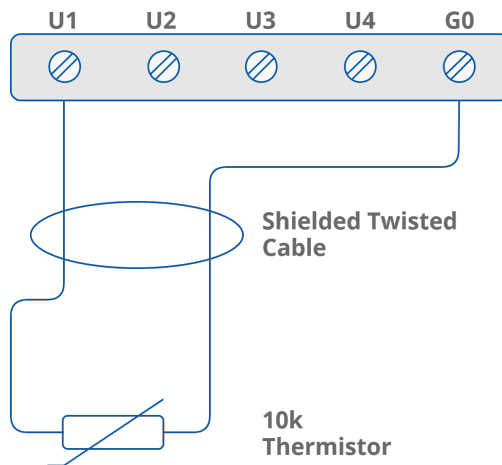 U1 U2 U3 U4 G0
Shielded Twisted
Cable
10k
Thermistor